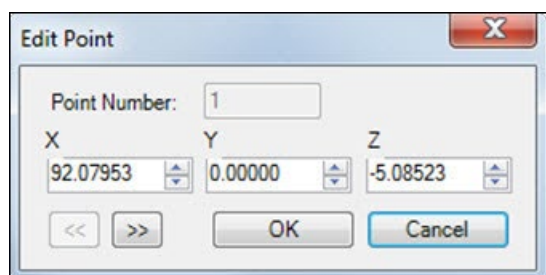 Edit Point
X
Point Number: 1
X Y Z
92.07953 0.00000 -5.08523
<< >> OK Cancel